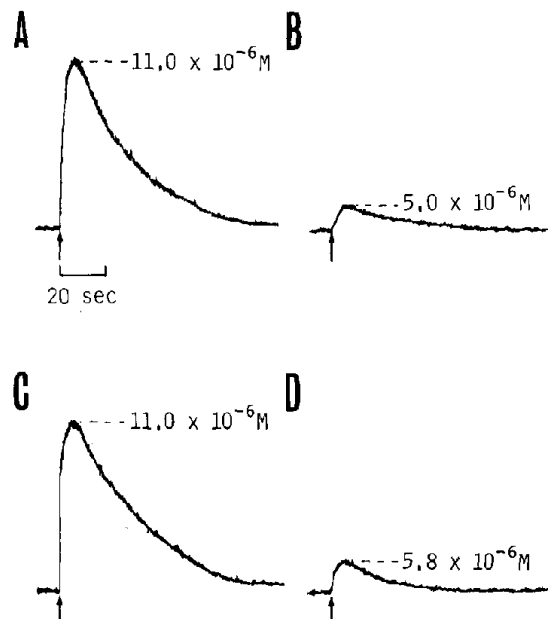 A
B
---11.0 x 10⁻⁶M
---5.0 x 10⁻⁶M
20 sec
C
D
---11.0 x 10⁻⁶M
---5.8 x 10⁻⁶M